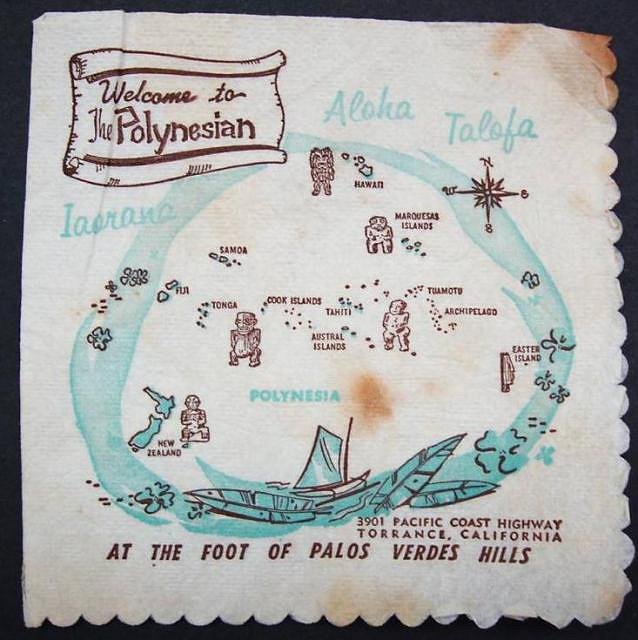 Welcome to
The Polynesian
Aloha
Talofa
Iaorana
N
W
E
S
HAWAII
MARQUESAS
ISLANDS
SAMOA
FIJI
TONGA
COOK ISLANDS
TAHITI
AUSTRAL
ISLANDS
TUAMOTU
ARCHIPELAGO
EASTER
ISLAND
POLYNESIA
NEW
ZEALAND
3901 PACIFIC COAST HIGHWAY
TORRANCE, CALIFORNIA
AT THE FOOT OF PALOS VERDES HILLS